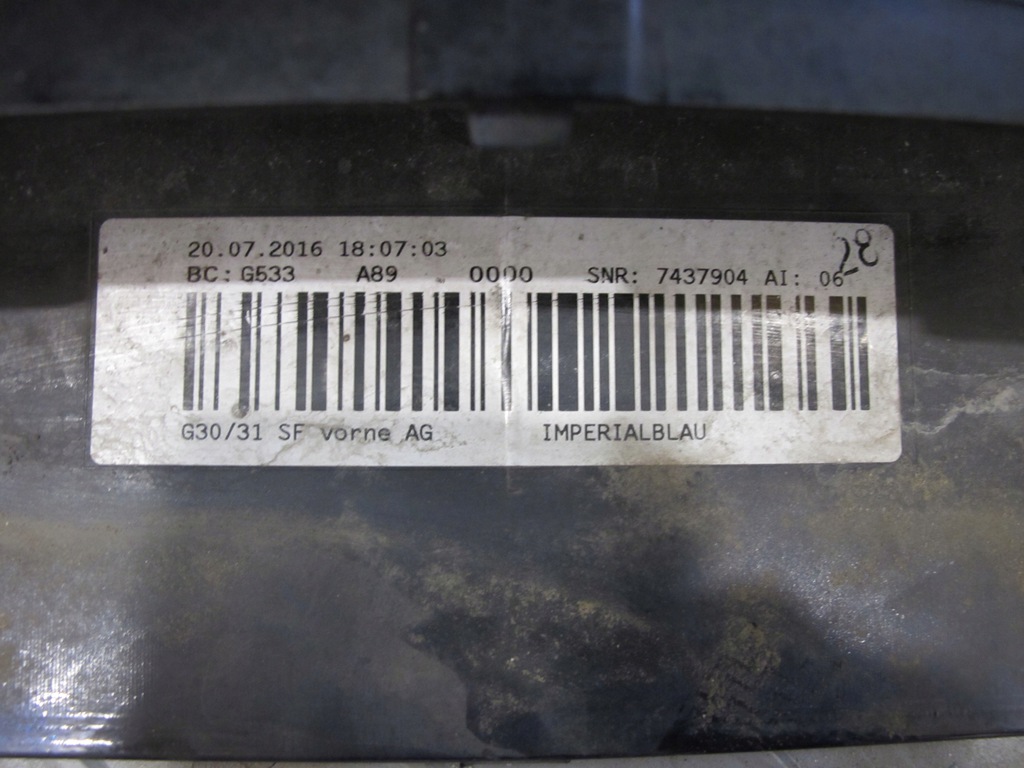 20.07.2016 18:07:03
BC: G533 A89 0000 SNR: 7437904 AI: 06
28
G30/31 SF vorne AG IMPERIALBLAU